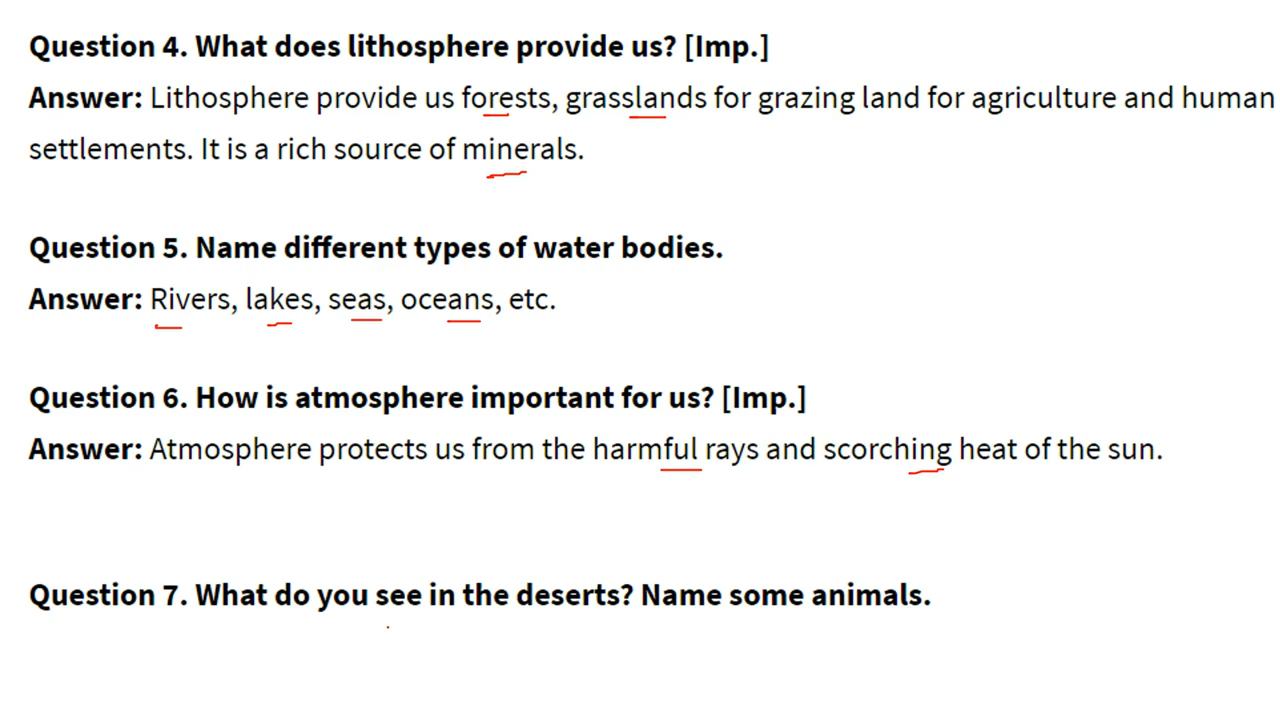 Question 4. What does lithosphere provide us? [Imp.]
Answer: Lithosphere provide us forests, grasslands for grazing land for agriculture and human
settlements. It is a rich source of minerals.
Question 5. Name different types of water bodies.
Answer: Rivers, lakes, seas, oceans, etc.
Question 6. How is atmosphere important for us? [Imp.]
Answer: Atmosphere protects us from the harmful rays and scorching heat of the sun.
Question 7. What do you see in the deserts? Name some animals.